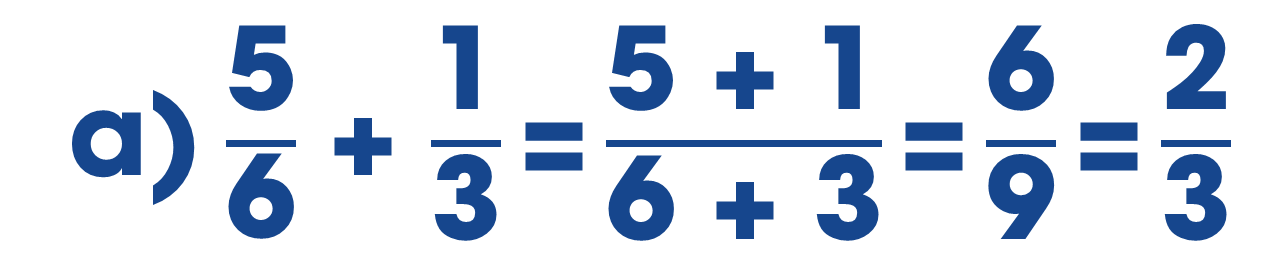 a) 5/6 + 1/3 = (5 + 1)/(6 + 3) = 6/9 = 2/3